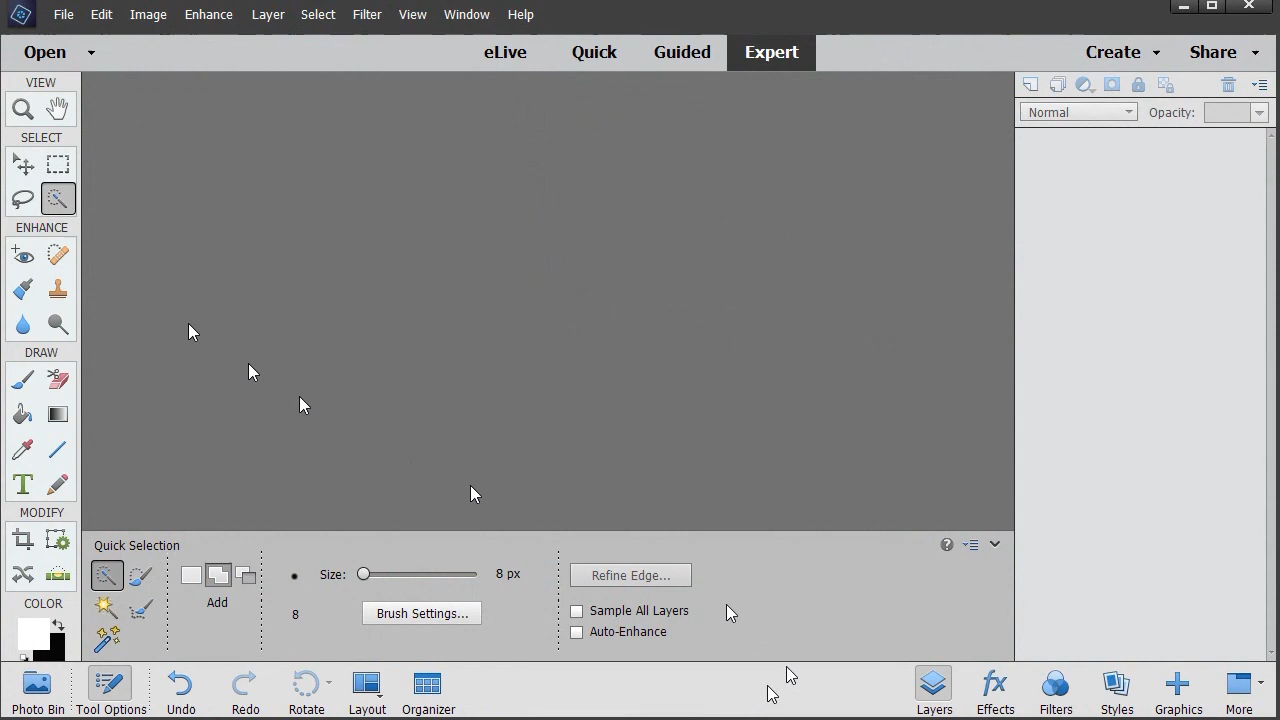 File Edit Image Enhance Layer Select Filter View Window Help
Open eLive Quick Guided Expert Create Share
VIEW
Normal Opacity:
SELECT
ENHANCE
DRAW
T
MODIFY
Quick Selection
Size: 8 px Refine Edge...
COLOR Add
8 Brush Settings... Sample All Layers
Auto-Enhance
Photo Bin Tool Options Undo Redo Rotate Layout Organizer Layers Effects Filters Styles Graphics More